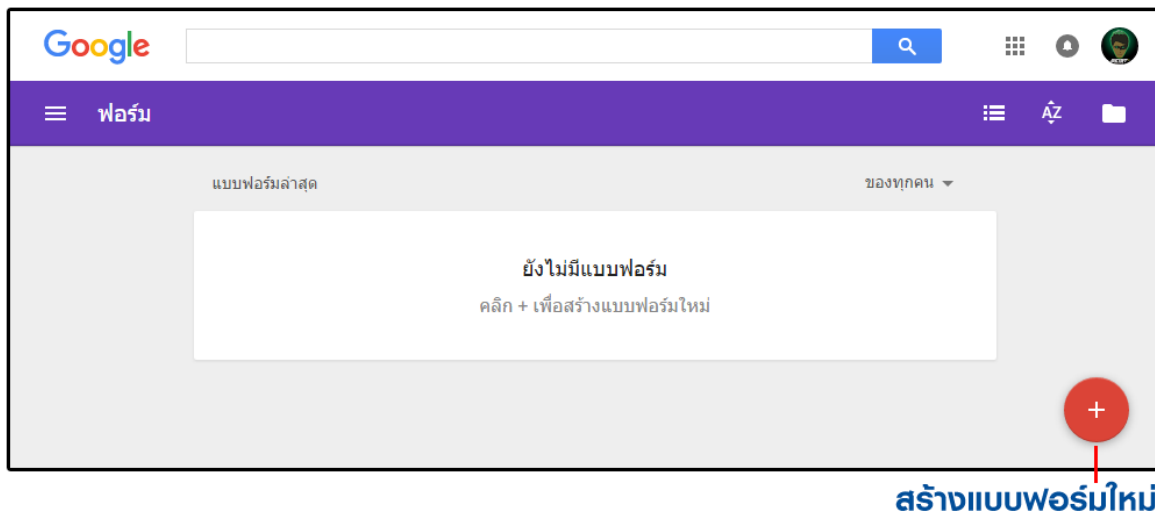 Google
ฟอร์ม
AZ
แบบฟอร์มล่าสุด
ของทุกคน
ยังไม่มีแบบฟอร์ม
คลิก + เพื่อสร้างแบบฟอร์มใหม่
+
สร้างแบบฟอร์มใหม่